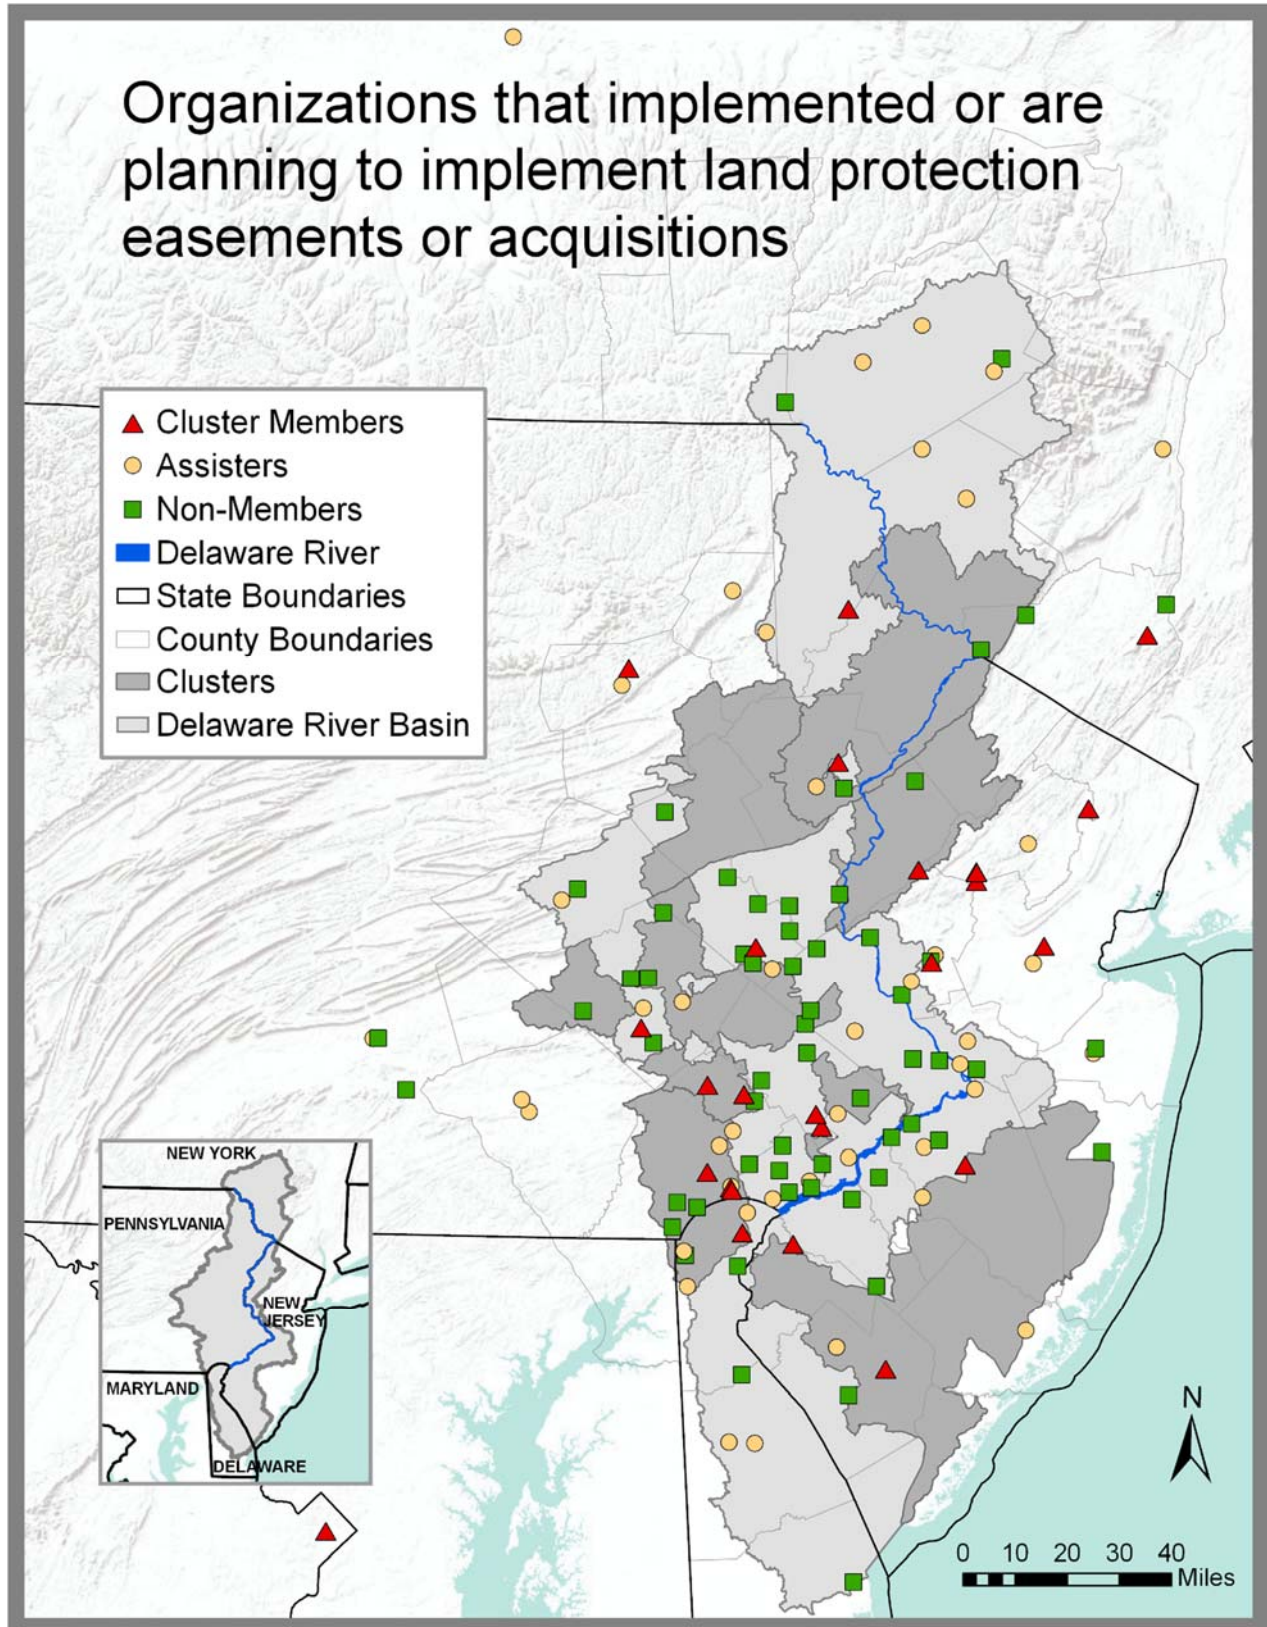 Organizations that implemented or are
planning to implement land protection
easements or acquisitions
Cluster Members
Assisters
Non-Members
Delaware River
State Boundaries
County Boundaries
Clusters
Delaware River Basin
NEW YORK
PENNSYLVANIA
NEW
JERSEY
MARYLAND
DELAWARE
N
0 10 20 30 40
Miles